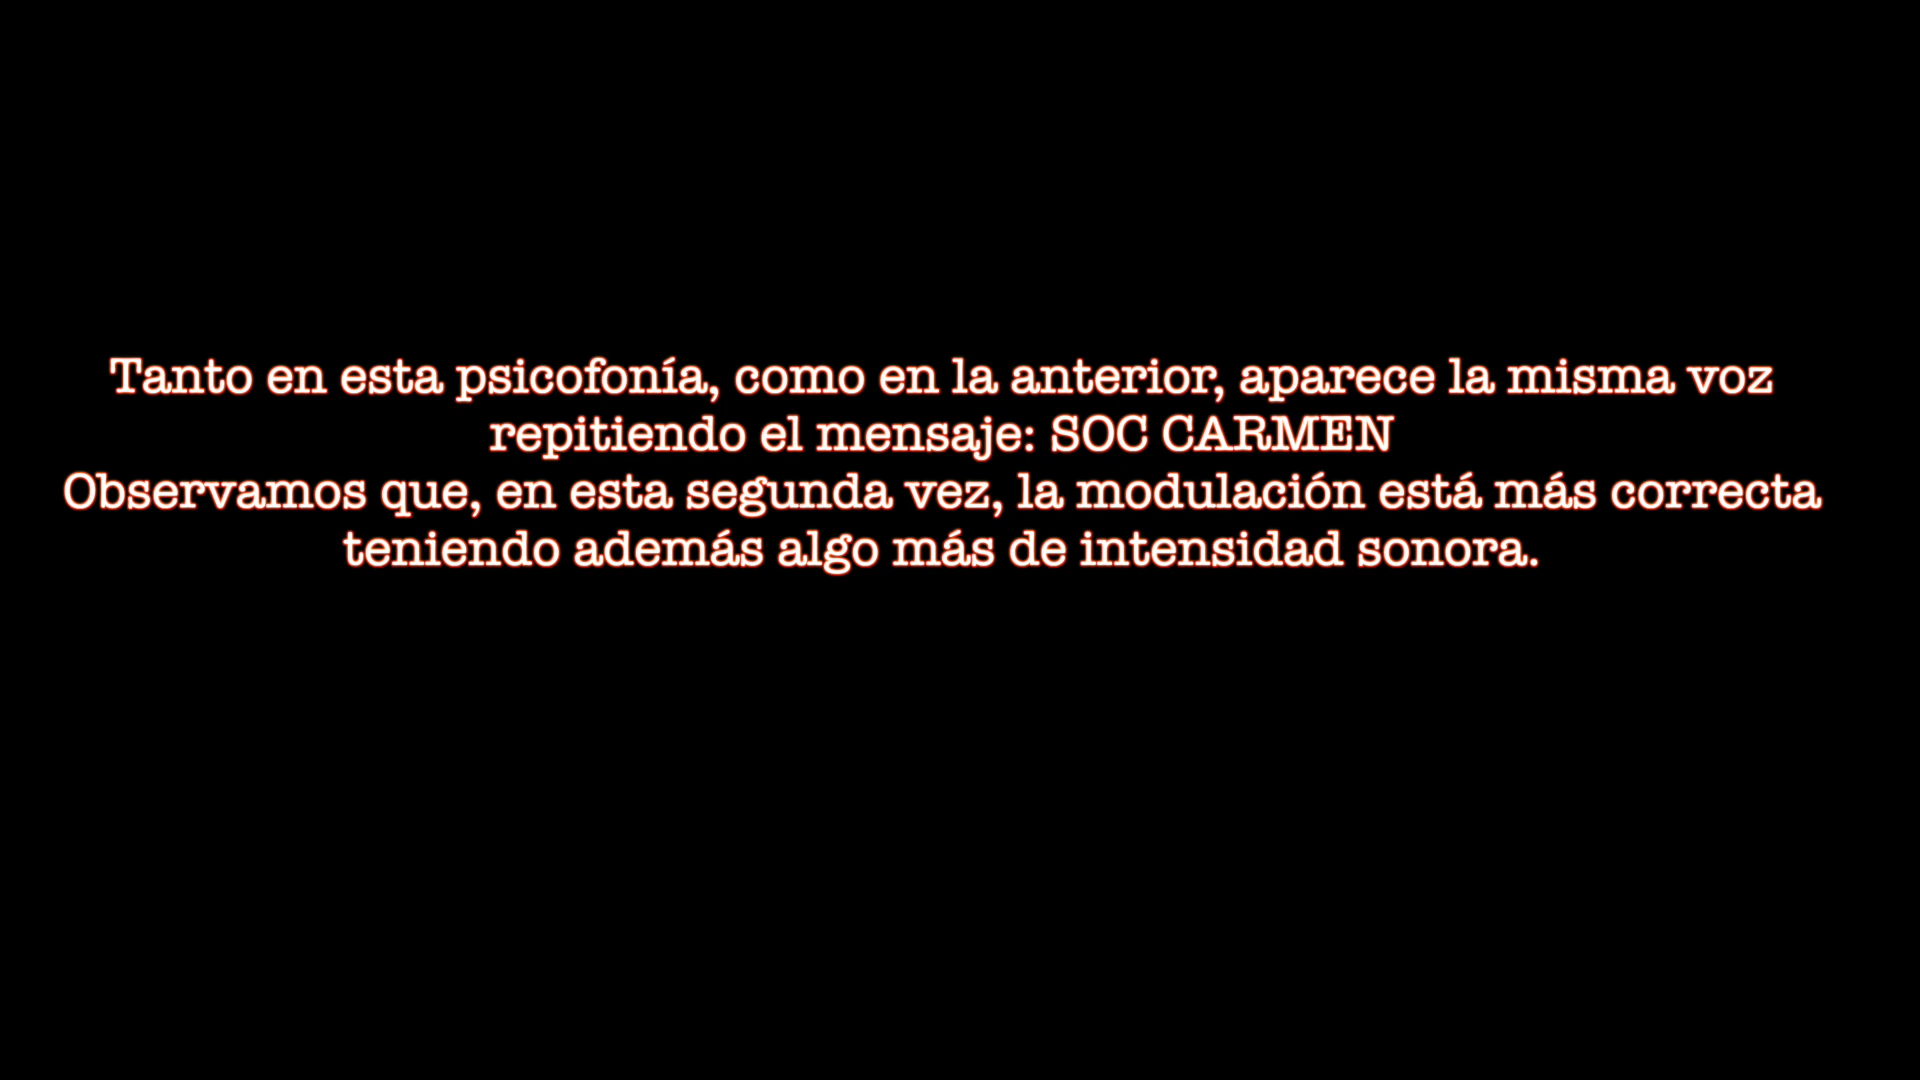 Tanto en esta psicofonía, como en la anterior, aparece la misma voz
repitiendo el mensaje: SOC CARMEN
Observamos que, en esta segunda vez, la modulación está más correcta
teniendo además algo más de intensidad sonora.